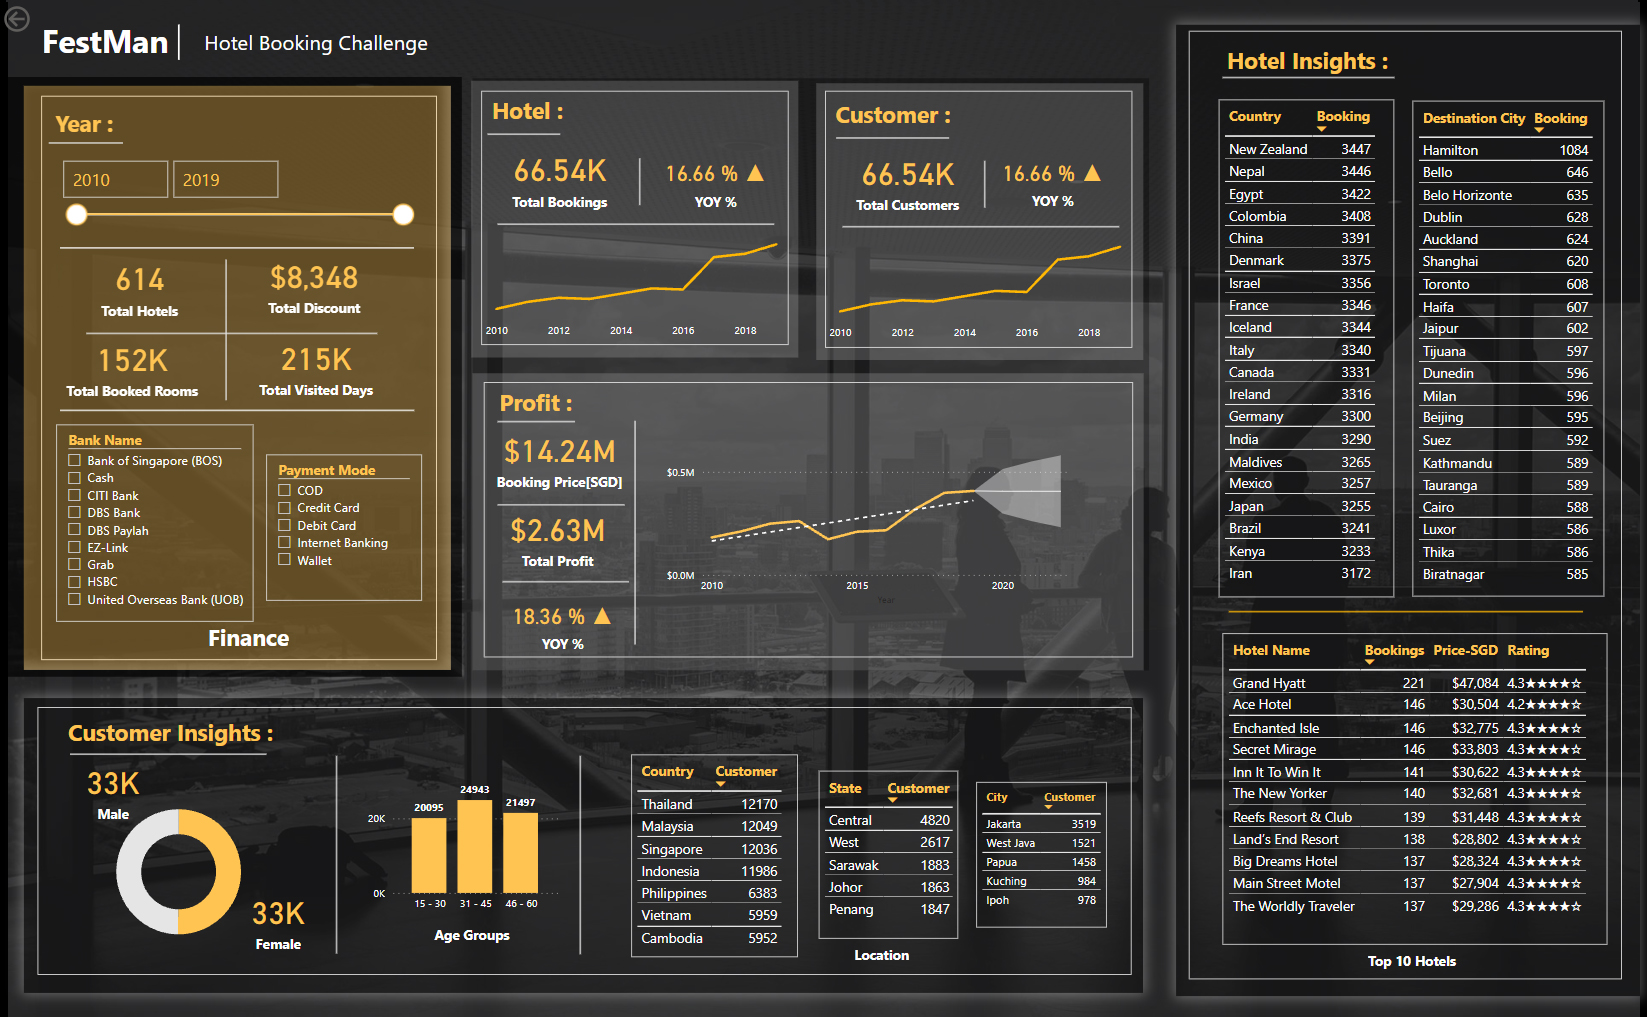 FestMan
Hotel Booking Challenge
Year :
2010 2019
614
Total Hotels
$8,348
Total Discount
152K
Total Booked Rooms
215K
Total Visited Days
Bank Name
Bank of Singapore (BOS)
Cash
CITI Bank
DBS Bank
DBS Paylah
EZ-Link
Grab
HSBC
United Overseas Bank (UOB)
Payment Mode
COD
Credit Card
Debit Card
Internet Banking
Wallet
Finance
Hotel :
66.54K
Total Bookings
16.66 % ▲
YOY %
2010 2012 2014 2016 2018
Customer :
66.54K
Total Customers
16.66 % ▲
YOY %
2010 2012 2014 2016 2018
Profit :
$14.24M
Booking Price[SGD]
$2.63M
Total Profit
18.36 % ▲
YOY %
$0.5M
$0.0M
2010 2015 2020
Year
Customer Insights :
33K
Male
33K
Female
20K
0K
20095
24943
21497
15 - 30 31 - 45 46 - 60
Age Groups
Country Customer
Thailand 12170
Malaysia 12049
Singapore 12036
Indonesia 11986
Philippines 6383
Vietnam 5959
Cambodia 5952
State Customer
Central 4820
West 2617
Sarawak 1883
Johor 1863
Penang 1847
City Customer
Jakarta 3519
West Java 1521
Papua 1458
Kuching 984
Ipoh 978
Location
Hotel Insights :
Country Booking
New Zealand 3447
Nepal 3446
Egypt 3422
Colombia 3408
China 3391
Denmark 3375
Israel 3356
France 3346
Iceland 3344
Italy 3340
Canada 3331
Ireland 3316
Germany 3300
India 3290
Maldives 3265
Mexico 3257
Japan 3255
Brazil 3241
Kenya 3233
Iran 3172
Destination City Booking
Hamilton 1084
Bello 646
Belo Horizonte 635
Dublin 628
Auckland 624
Shanghai 620
Toronto 608
Haifa 607
Jaipur 602
Tijuana 597
Dunedin 596
Milan 596
Beijing 595
Suez 592
Kathmandu 589
Tauranga 589
Cairo 588
Luxor 586
Thika 586
Biratnagar 585
Hotel Name Bookings Price-SGD Rating
Grand Hyatt 221 $47,084 4.3★★★★☆
Ace Hotel 146 $30,504 4.2★★★★☆
Enchanted Isle 146 $32,775 4.3★★★★☆
Secret Mirage 146 $33,803 4.3★★★★☆
Inn It To Win It 141 $30,622 4.3★★★★☆
The New Yorker 140 $32,681 4.3★★★★☆
Reefs Resort & Club 139 $31,448 4.3★★★★☆
Land's End Resort 138 $28,802 4.3★★★★☆
Big Dreams Hotel 137 $28,324 4.3★★★★☆
Main Street Motel 137 $27,904 4.3★★★★☆
The Worldly Traveler 137 $29,286 4.3★★★★☆
Top 10 Hotels